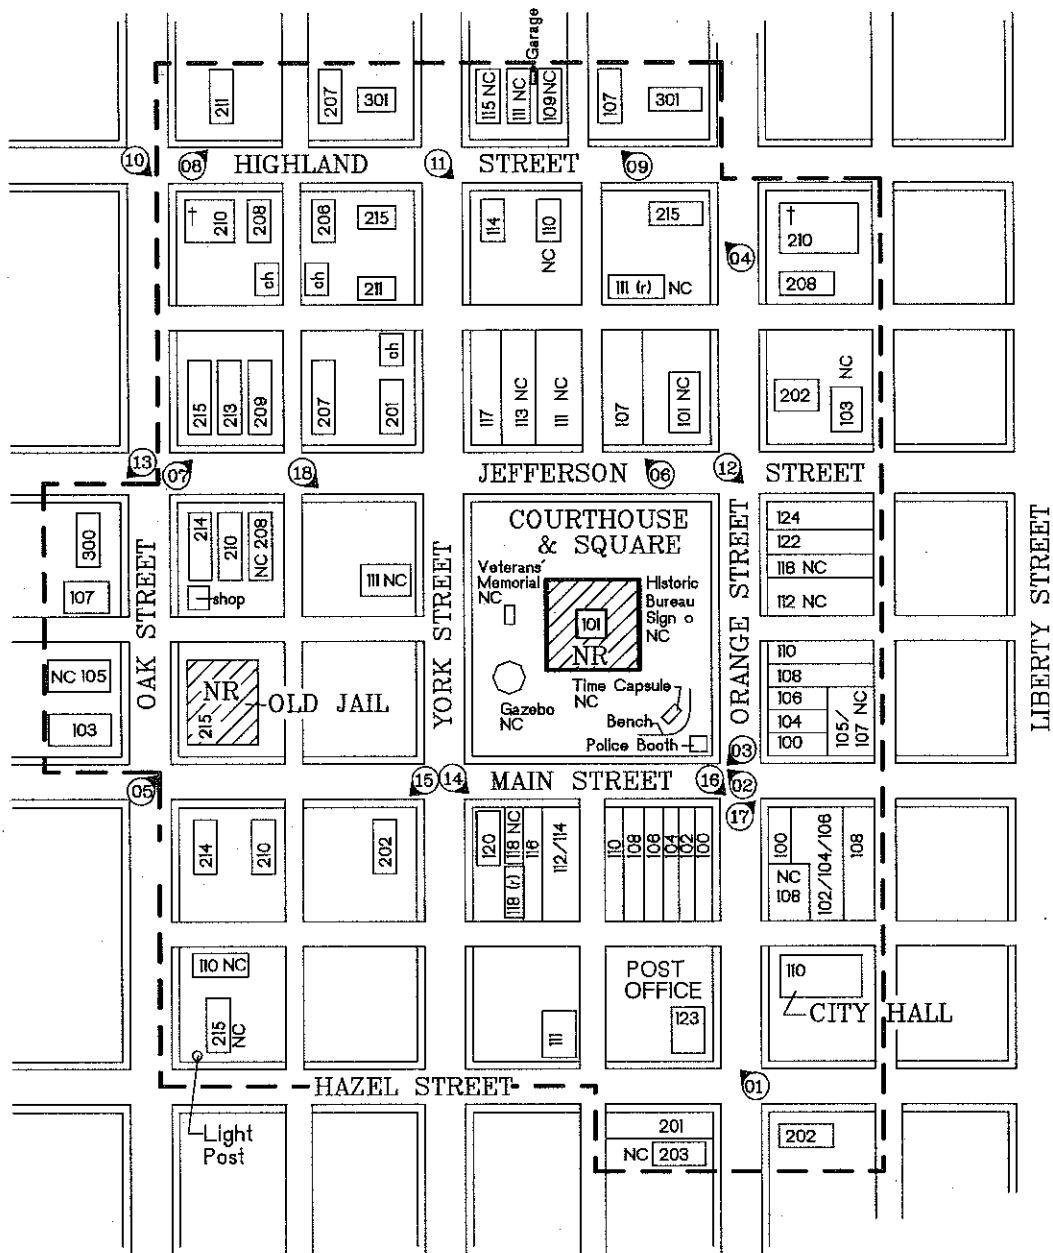 Garage
211
207
301
115 NC
111 NC
109 NC
107
301
10
08
HIGHLAND
11
STREET
09
†
210
208
208
215
114
110
NC
215
†
210
04
ah
ah
211
111 (r)
NC
208
215
213
209
207
ah
201
117
113 NC
111 NC
107
101 NC
202
103
NC
13
07
18
JEFFERSON
06
12
STREET
300
107
OAK STREET
214
210
NC 208
shop
111 NC
YORK STREET
COURTHOUSE
& SQUARE
Veterans'
Memorial
NC
101
NR
Historic
Bureau
Sign o
NC
Gazebo
NC
Time Capsule
NC
Bench
Police Booth
ORANGE STREET
124
122
118 NC
112 NC
LIBERTY STREET
NC 105
103
NR
215
OLD JAIL
110
108
106
104
100
105/
107 NC
03
05
15
14
MAIN STREET
16
02
17
214
210
202
120
118 NC
118 (r)
116
112/114
110
108
106
104
102
100
100
NC
108
102/104/106
108
110 NC
215
NC
111
POST
OFFICE
123
110
CITY HALL
HAZEL STREET
01
Light
Post
201
NC 203
202